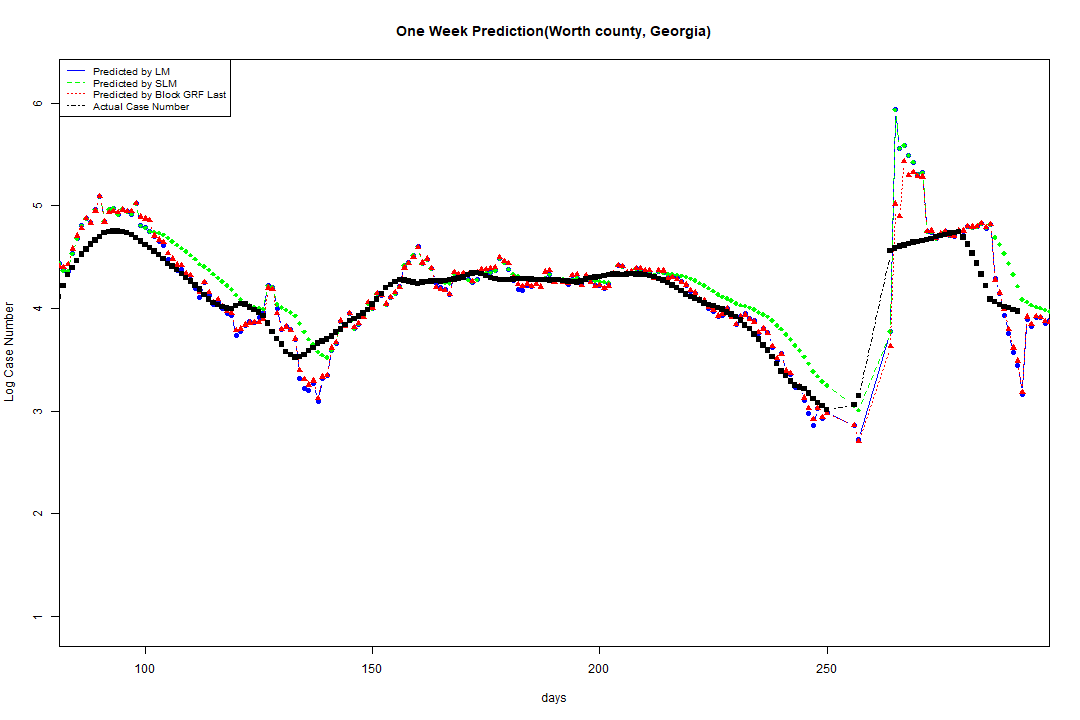 One Week Prediction(Worth county, Georgia)
Predicted by LM
Predicted by SLM
Predicted by Block GRF Last
Actual Case Number
6
5
4
3
2
1
Log Case Number
100
150
200
250
days